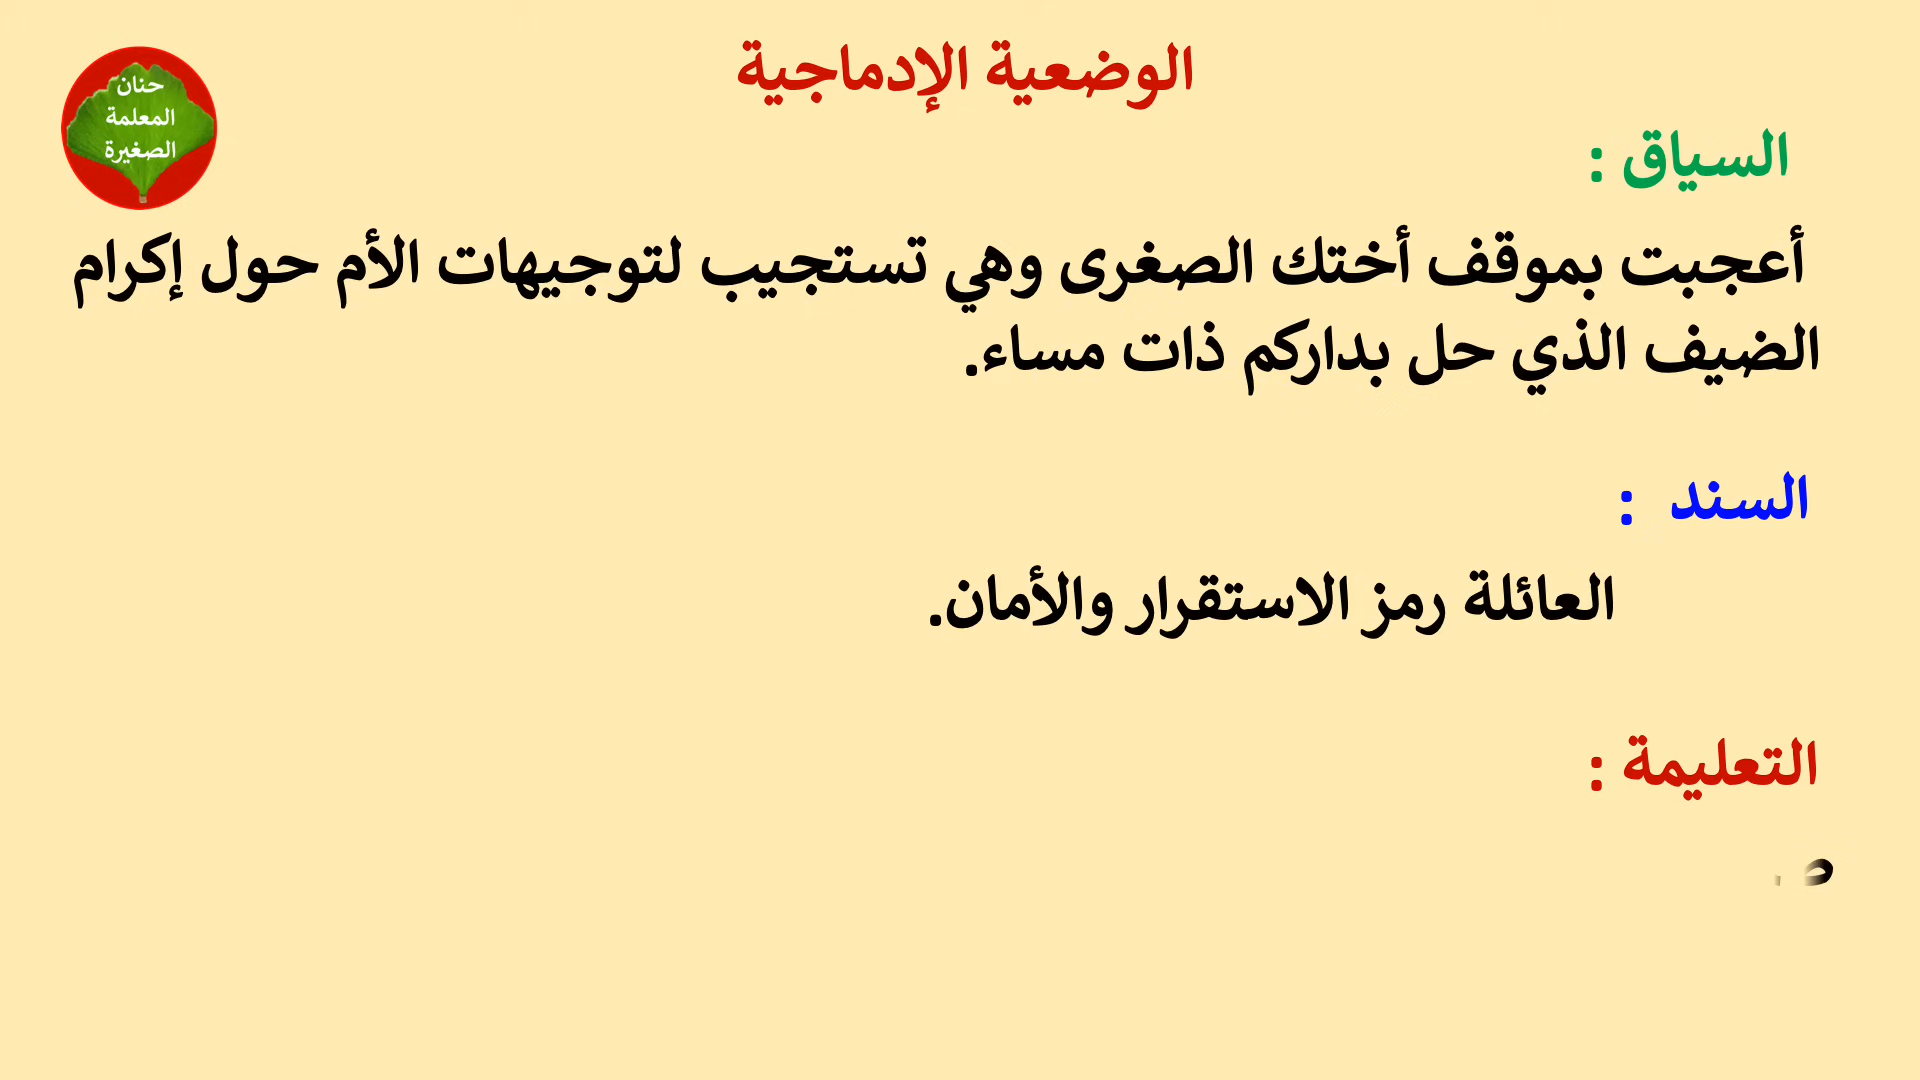 الوضعية الإدماجية
حنان
المعلمة
الصغيرة
السياق :
أعجبت بموقف أختك الصغرى وهي تستجيب لتوجيهات الأم حول إكرام
الضيف الذي حل بداركم ذات مساء.
السند :
العائلة رمز الاستقرار والأمان.
التعليمة :